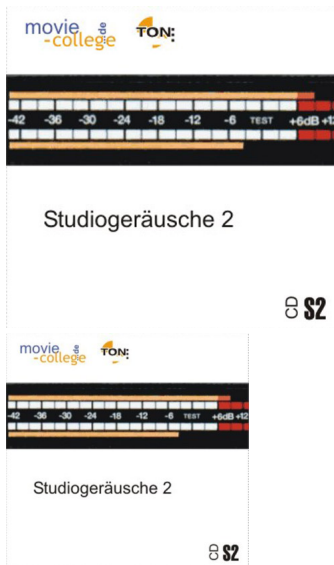 movie
-college
.de
TON:
-42 -36 -30 -24 -18 -12 -6 TEST +6dB +12
Studiogeräusche 2
CD S2
movie
-college
.de
TON:
-42 -36 -30 -24 -18 -12 -6 TEST +6dB +12
Studiogeräusche 2
CD S2